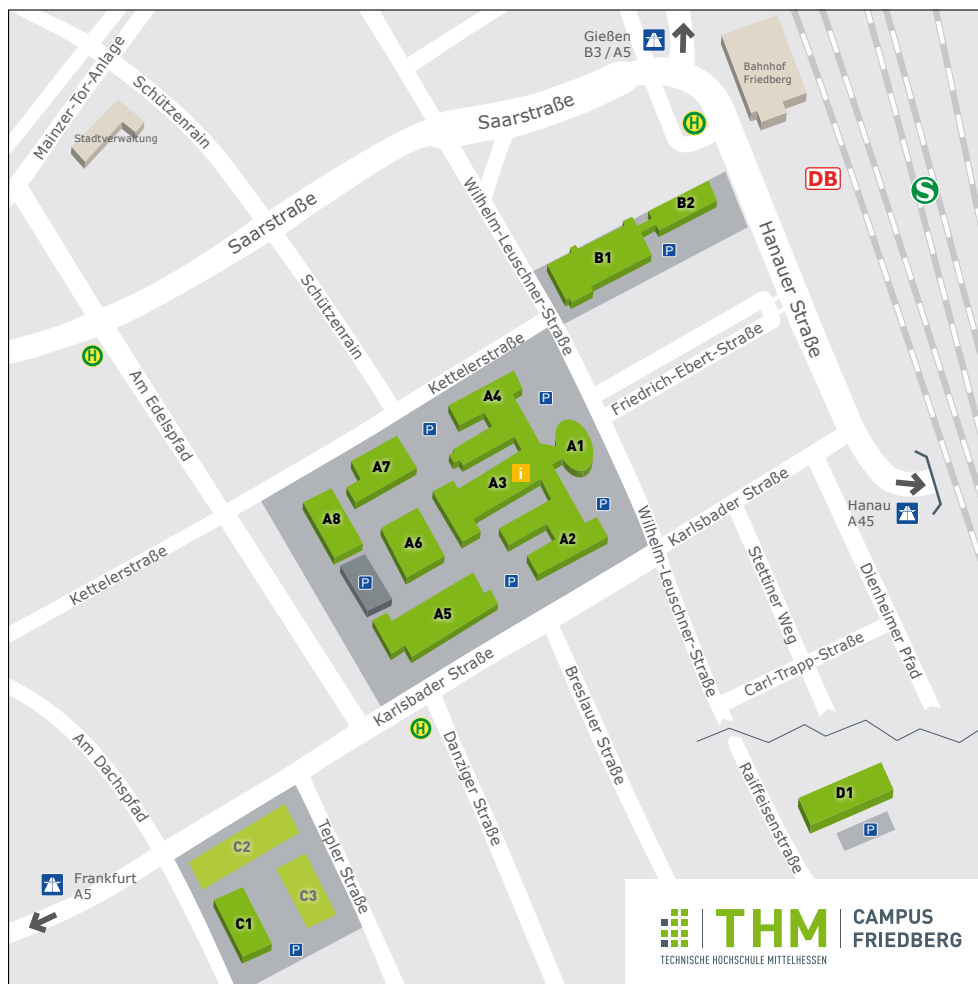 Gießen
B3 / A5
Bahnhof
Friedberg
Mainzer-Tor-Anlage
Schützenrain
Stadtverwaltung
Saarstraße
H
DB
S
Wilhelm-Leuschner-Straße
B2
B1
P
Saarstraße
Hanauer Straße
Schützenrain
H
Am Edelspfad
Kettelerstraße
Friedrich-Ebert-Straße
A4
P
P
A1
A7
A3
i
A8
A6
P
A2
P
P
A5
Kettelerstraße
Karlsbader Straße
Hanau
A45
Wilhelm-Leuschner-Straße
Stettiner Weg
Dienheimer Pfad
Carl-Trapp-Straße
Karlsbader Straße
H
Breslauer Straße
Danziger Straße
Am Dachspfad
Raiffeisenstraße
D1
P
Tepler Straße
C2
C3
C1
P
Frankfurt
A5
THM
CAMPUS
FRIEDBERG
TECHNISCHE HOCHSCHULE MITTELHESSEN